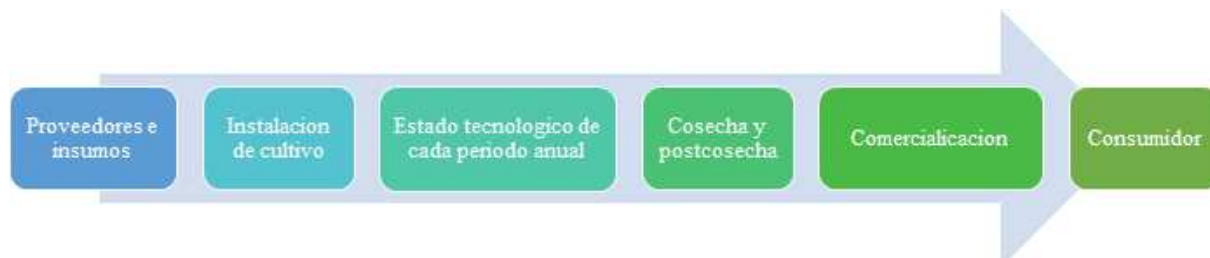 Proveedores e
insumos
Instalacion
de cultivo
Estado tecnologico de
cada periodo anual
Cosecha y
postcosecha
Comercialicacion
Consumidor